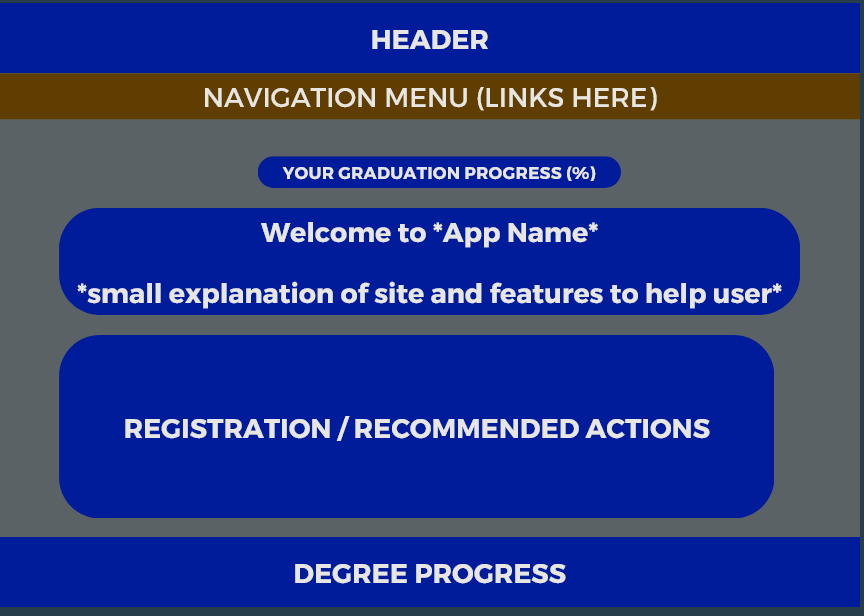 HEADER
NAVIGATION MENU (LINKS HERE)
YOUR GRADUATION PROGRESS (%)
Welcome to *App Name*
*small explanation of site and features to help user*
REGISTRATION / RECOMMENDED ACTIONS
DEGREE PROGRESS